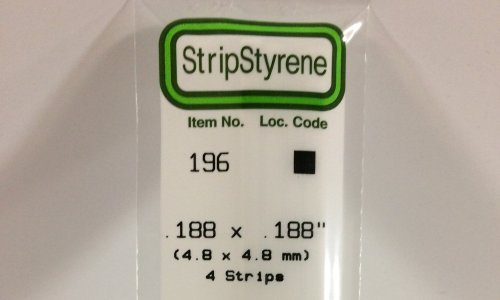 StripStyrene
Item No. Loc. Code
196
.188 x .188"
(4.8 x 4.8 mm)
4 Strips